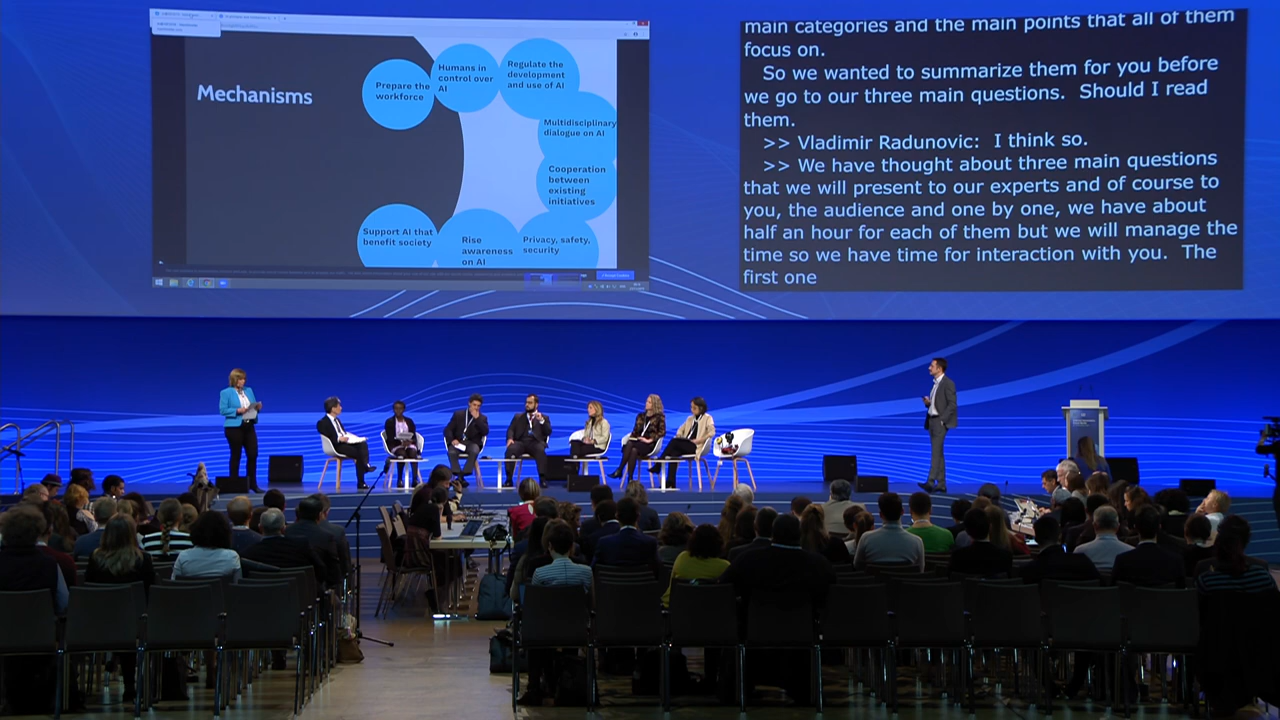 Mechanisms
Prepare the
workforce
Humans in
control over
AI
Regulate the
development
and use of AI
Multidisciplinary
dialogue on AI
Cooperation
between
existing
initiatives
Privacy, safety,
security
Rise
awareness
on AI
Support AI that
benefit society
main categories and the main points that all of them
focus on.
So we wanted to summarize them for you before
we go to our three main questions. Should I read
them.
>> Vladimir Radunovic: I think so.
>> We have thought about three main questions
that we will present to our experts and of course to
you, the audience and one by one, we have about
half an hour for each of them but we will manage the
time so we have time for interaction with you. The
first one